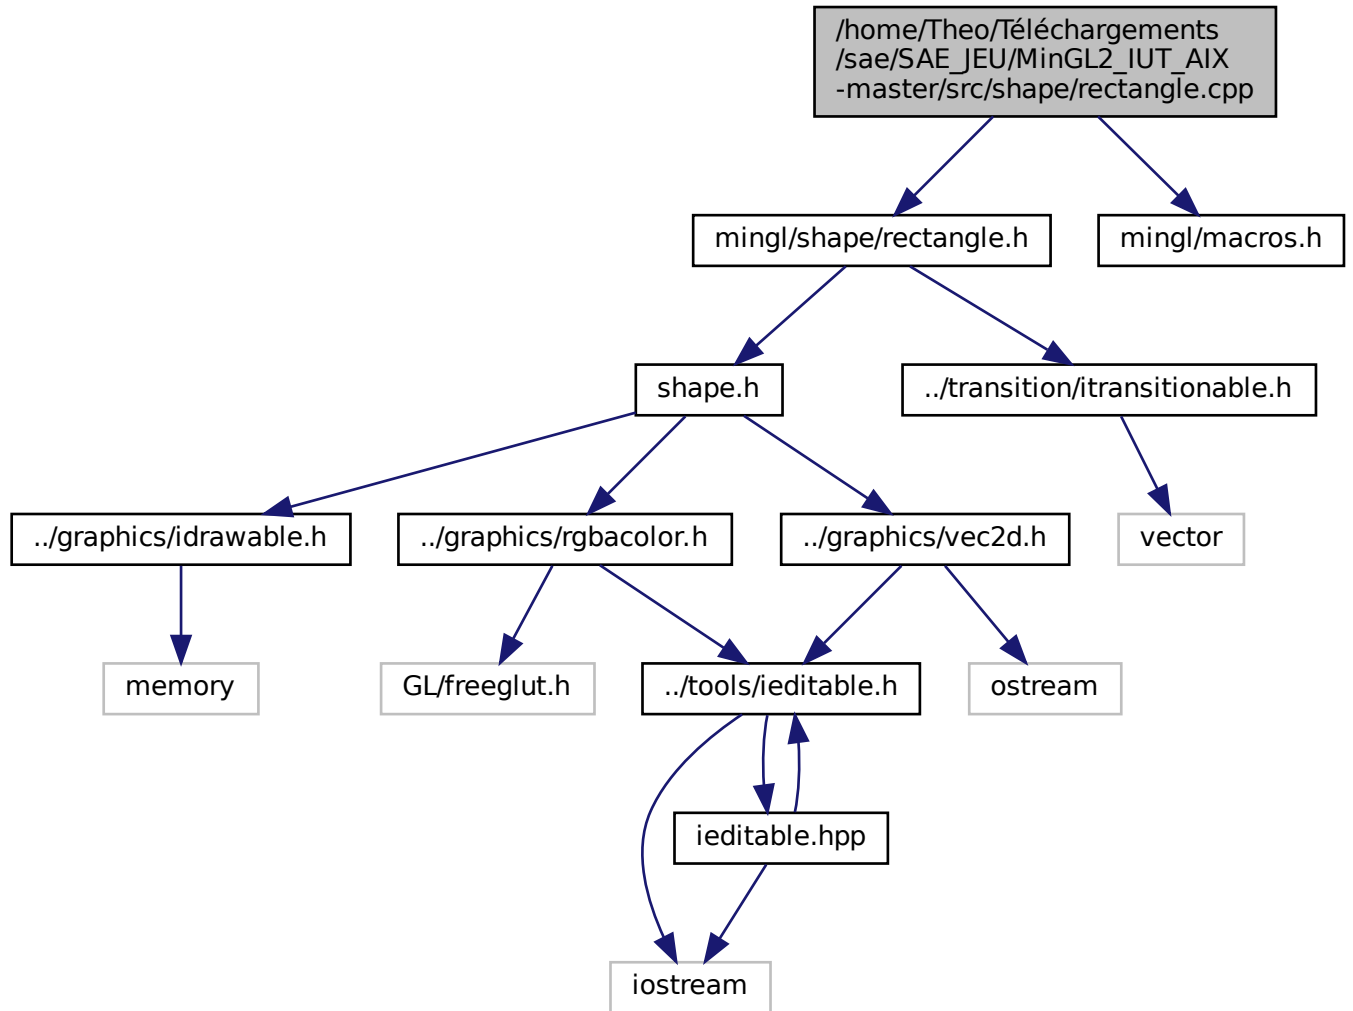 /home/Theo/Téléchargements
/sae/SAE_JEU/MinGL2_IUT_AIX
-master/src/shape/rectangle.cpp
mingl/shape/rectangle.h
mingl/macros.h
shape.h
../transition/itransitionable.h
../graphics/idrawable.h
../graphics/rgbacolor.h
../graphics/vec2d.h
vector
memory
GL/freeglut.h
../tools/ieditable.h
ostream
ieditable.hpp
iostream